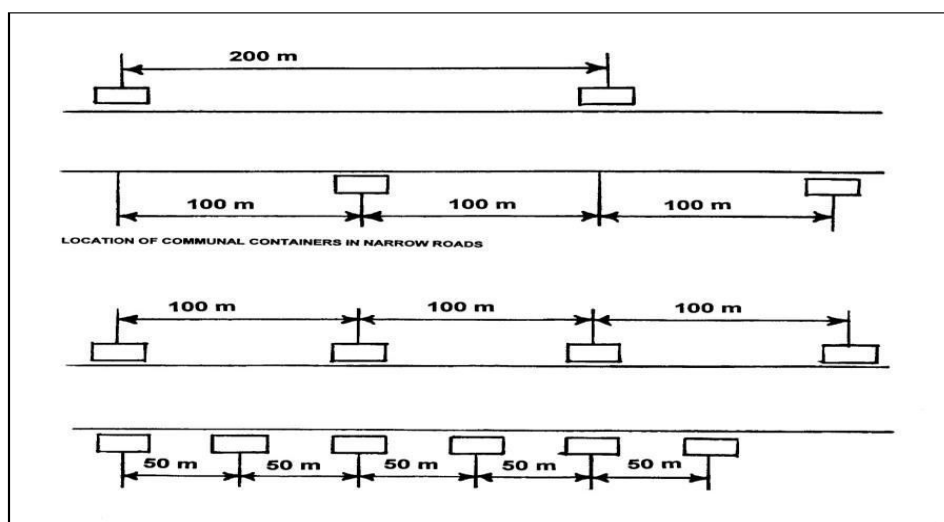 200 m
100 m 100 m 100 m
LOCATION OF COMMUNAL CONTAINERS IN NARROW ROADS
100 m 100 m 100 m
50 m 50 m 50 m 50 m 50 m